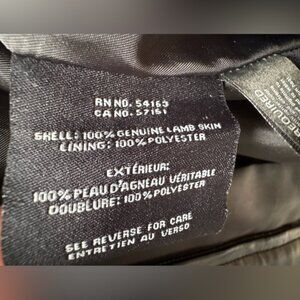 RN NO. 54163
CA NO. 57151
SHELL: 100% GENUINE LAMB SKIN
LINING: 100% POLYESTER
EXTÉRIEUR:
100% PEAU D'AGNEAU VÉRITABLE
DOUBLURE: 100% POLYESTER
SEE REVERSE FOR CARE
ENTRETIEN AU VERSO